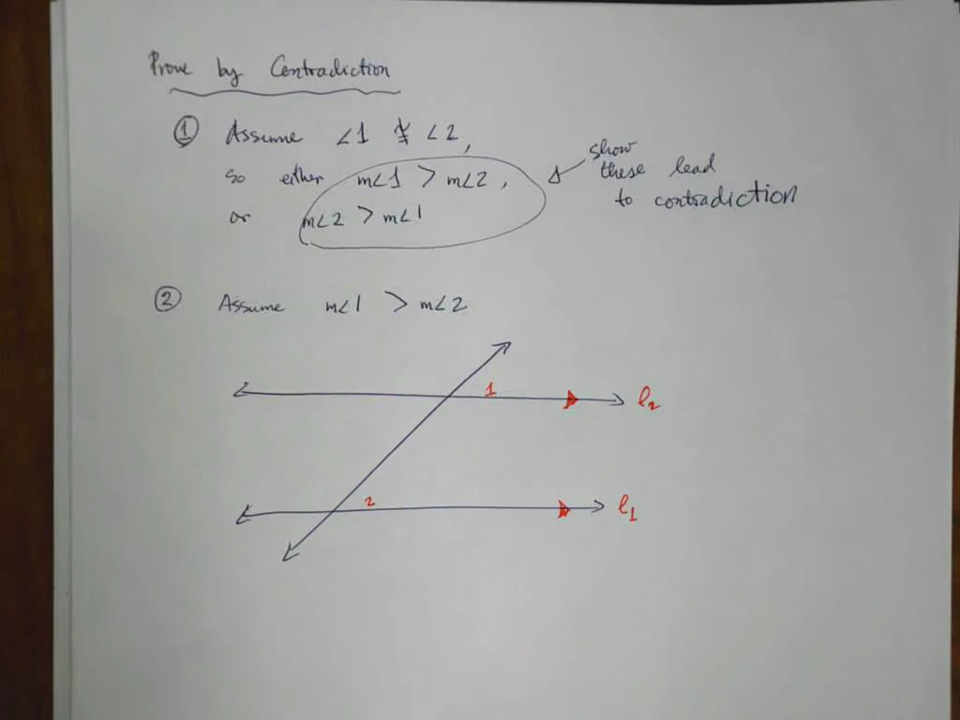 Prove by Contradiction
① Assume ∠1 ≇ ∠2,
so either m∠1 > m∠2,
or m∠2 > m∠1
show
these lead
to contradiction
② Assume m∠1 > m∠2
1
l₂
2
l₁